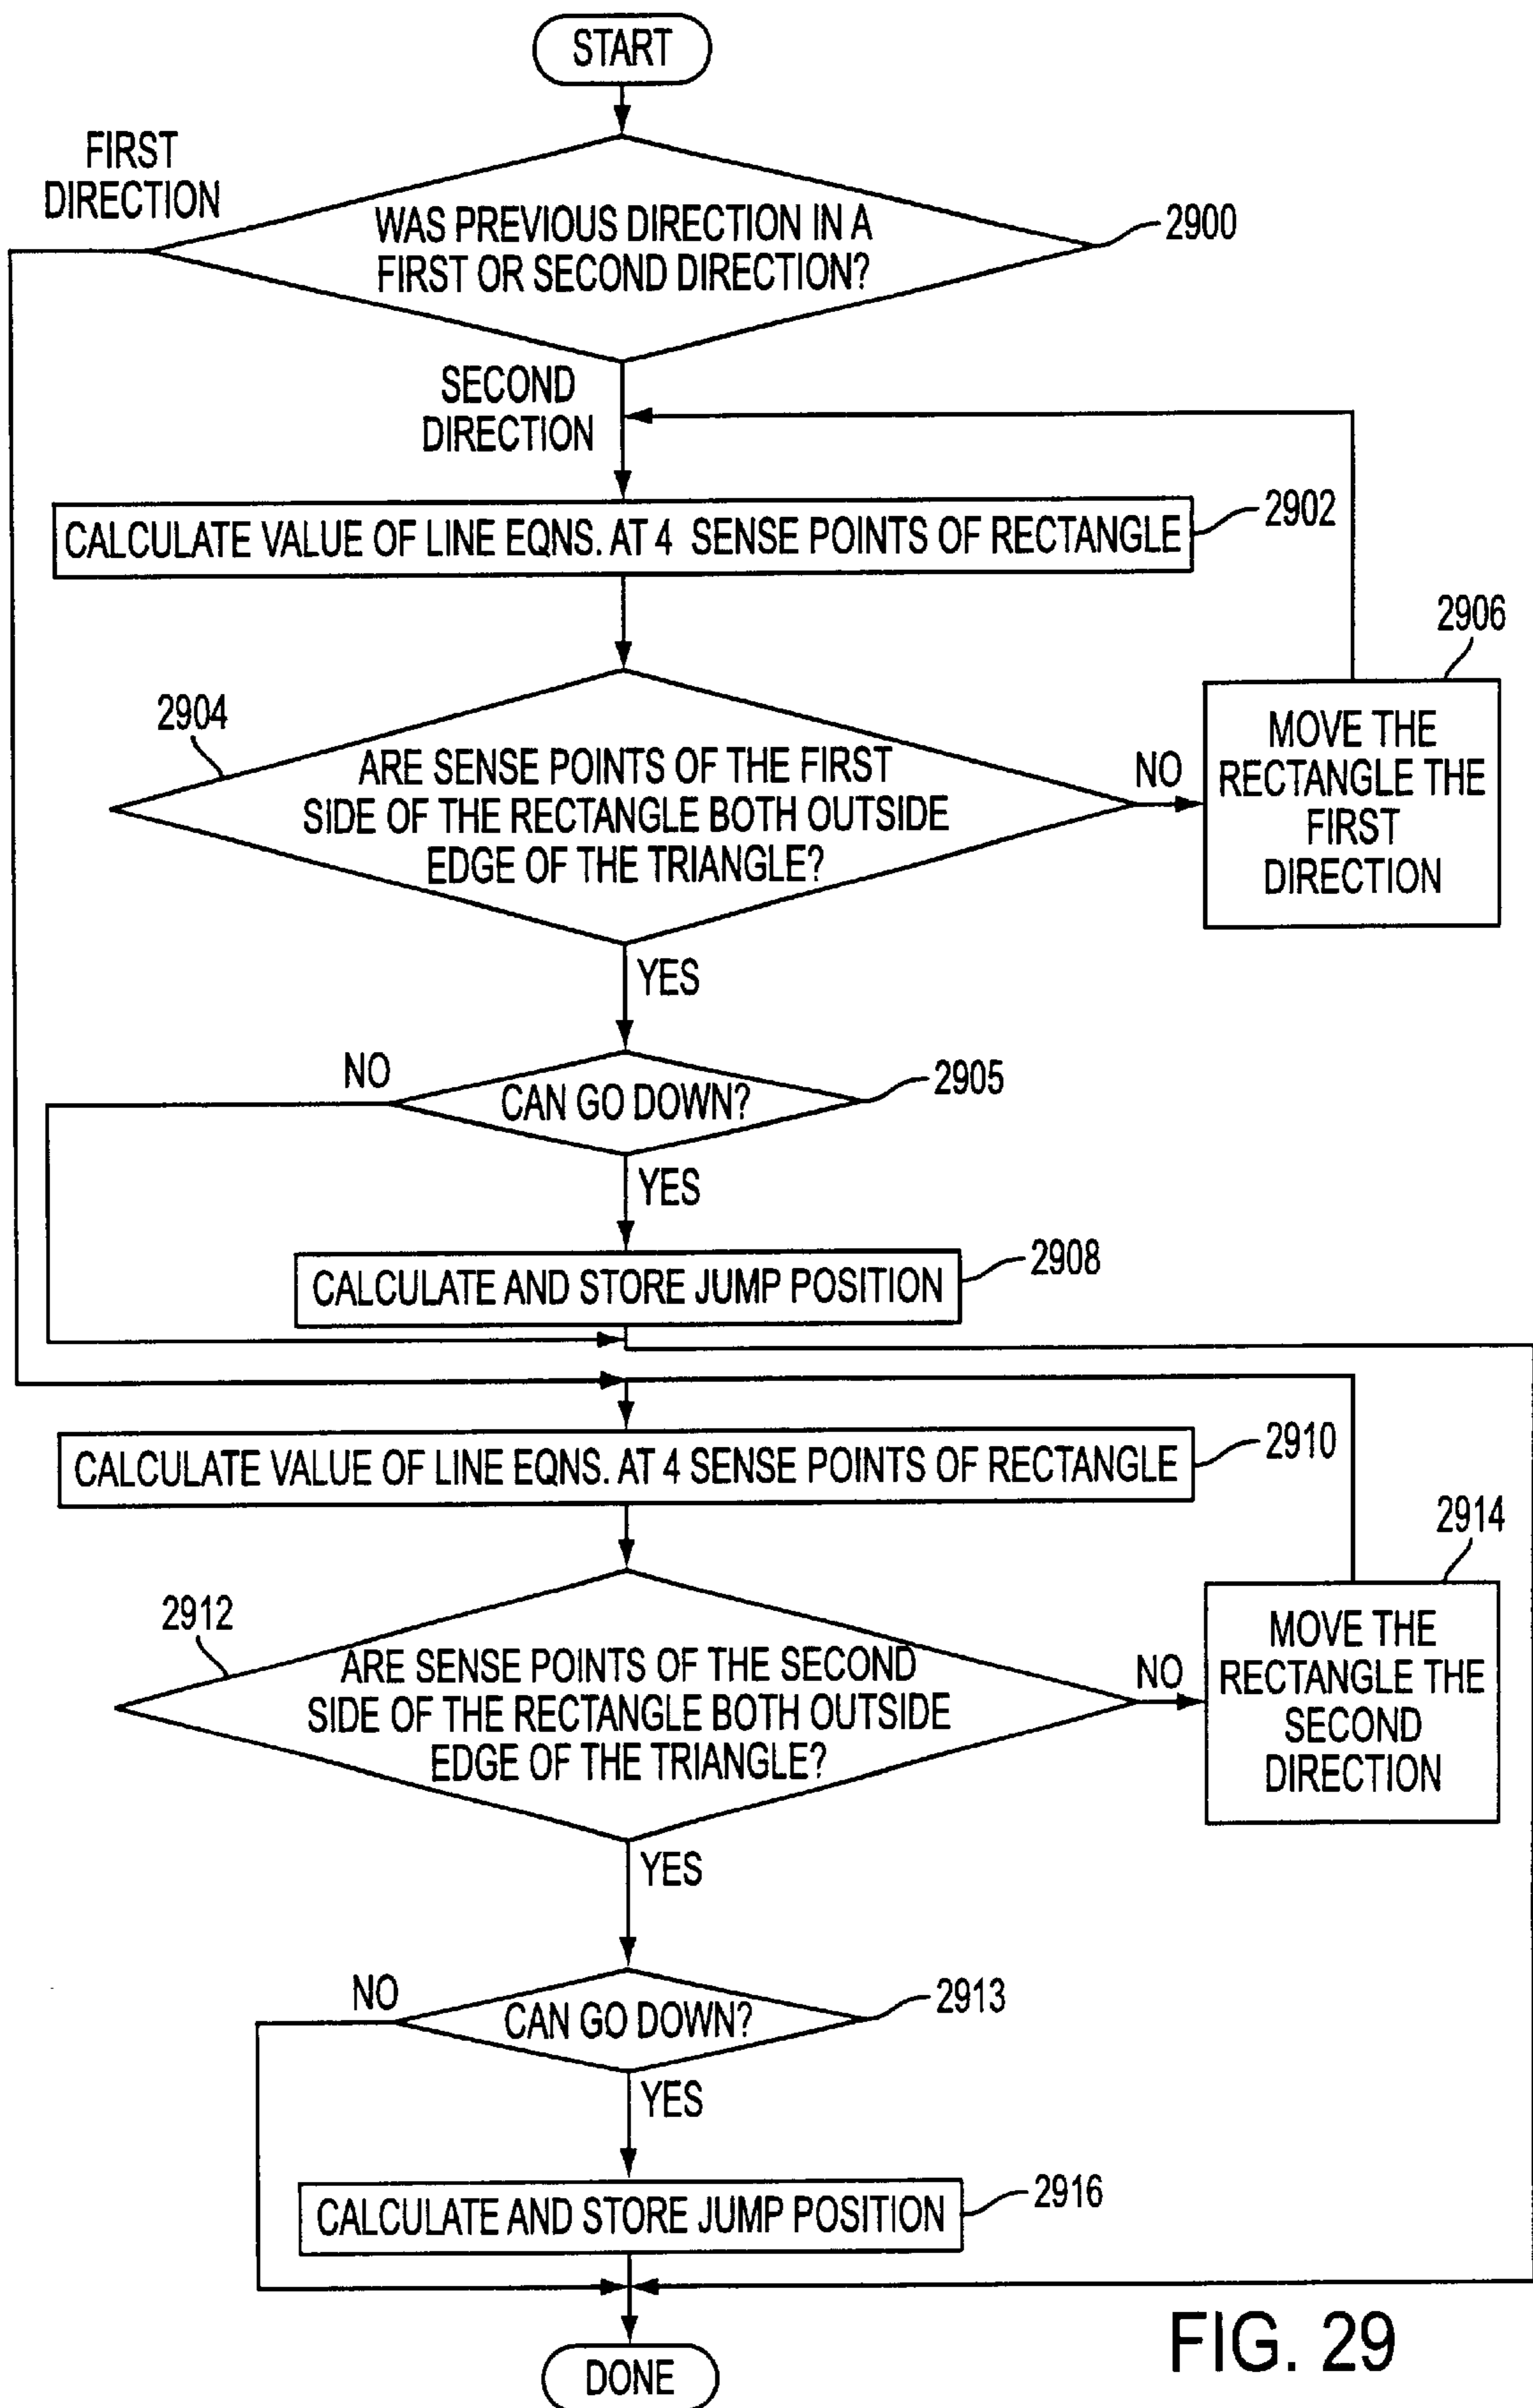 START
FIRST
DIRECTION
WAS PREVIOUS DIRECTION IN A
FIRST OR SECOND DIRECTION?
2900
SECOND
DIRECTION
CALCULATE VALUE OF LINE EQNS. AT 4 SENSE POINTS OF RECTANGLE
2902
2904
ARE SENSE POINTS OF THE FIRST
SIDE OF THE RECTANGLE BOTH OUTSIDE
EDGE OF THE TRIANGLE?
NO
2906
MOVE THE
RECTANGLE THE
FIRST
DIRECTION
YES
NO
CAN GO DOWN?
2905
YES
CALCULATE AND STORE JUMP POSITION
2908
CALCULATE VALUE OF LINE EQNS. AT 4 SENSE POINTS OF RECTANGLE
2910
2912
ARE SENSE POINTS OF THE SECOND
SIDE OF THE RECTANGLE BOTH OUTSIDE
EDGE OF THE TRIANGLE?
NO
2914
MOVE THE
RECTANGLE THE
SECOND
DIRECTION
YES
NO
CAN GO DOWN?
2913
YES
CALCULATE AND STORE JUMP POSITION
2916
DONE
FIG. 29